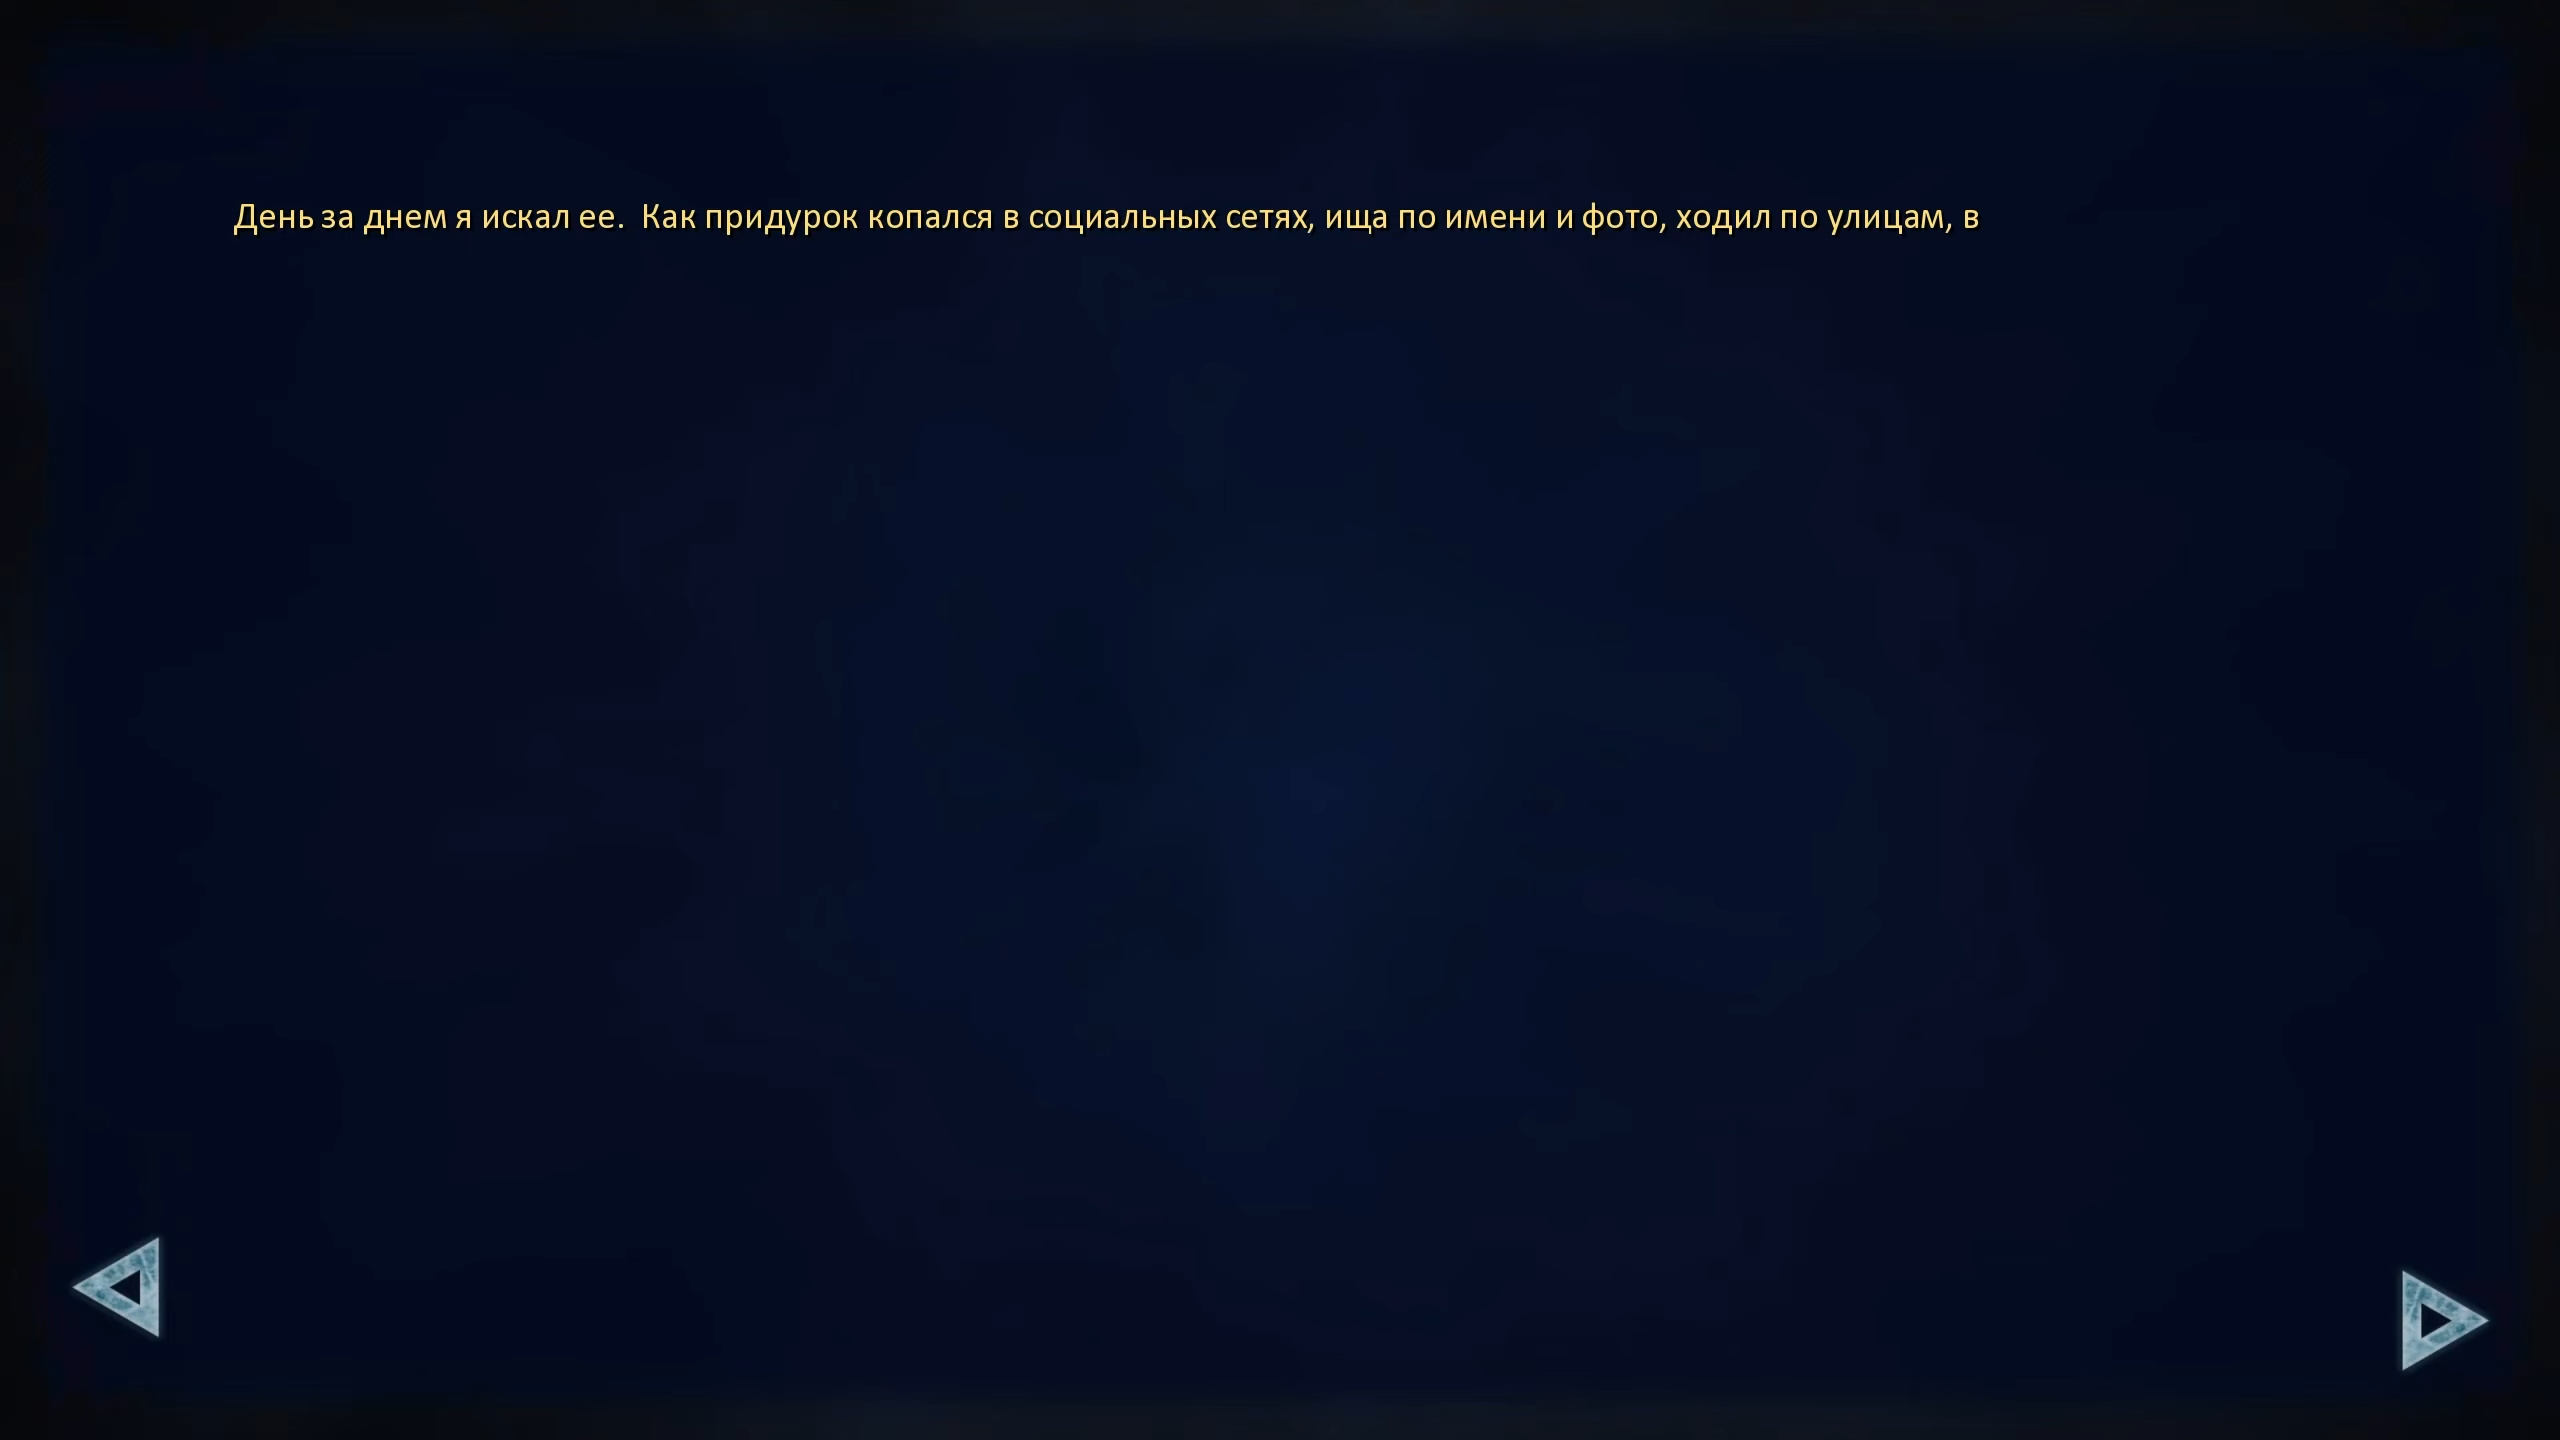 День за днем я искал ее.  Как придурок копался в социальных сетях, ища по имени и фото, ходил по улицам, в